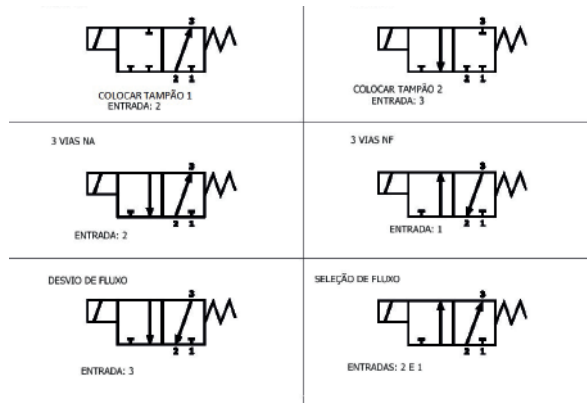 3
2 1
COLOCAR TAMPÃO 1
ENTRADA: 2
3
2 1
COLOCAR TAMPÃO 2
ENTRADA: 3
3 VIAS NA
3
2 1
ENTRADA: 2
3 VIAS NF
3
2 1
ENTRADA: 1
DESVIO DE FLUXO
3
2 1
ENTRADA: 3
SELEÇÃO DE FLUXO
3
2 1
ENTRADAS: 2 E 1